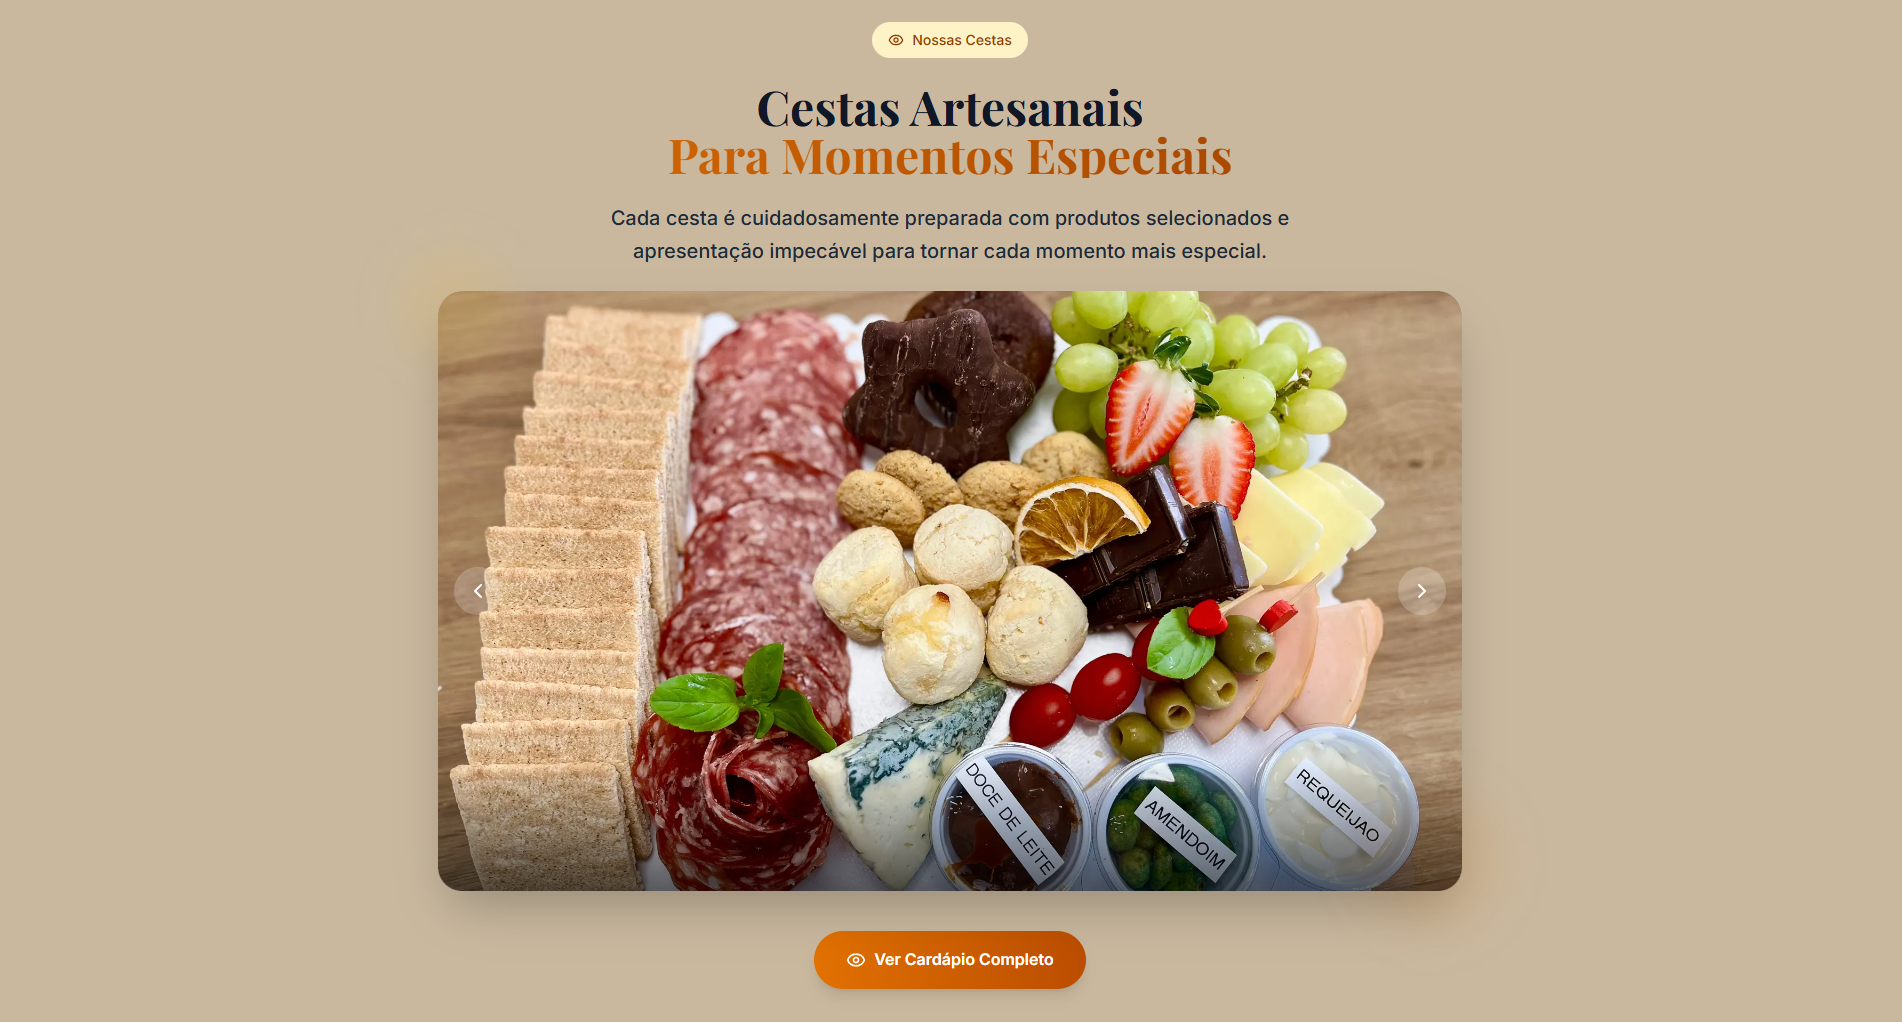 Nossas Cestas
Cestas Artesanais
Para Momentos Especiais
Cada cesta é cuidadosamente preparada com produtos selecionados e
apresentação impecável para tornar cada momento mais especial.
DOCE DE LEITE
AMENDOIM
REQUEIJAO
Ver Cardápio Completo